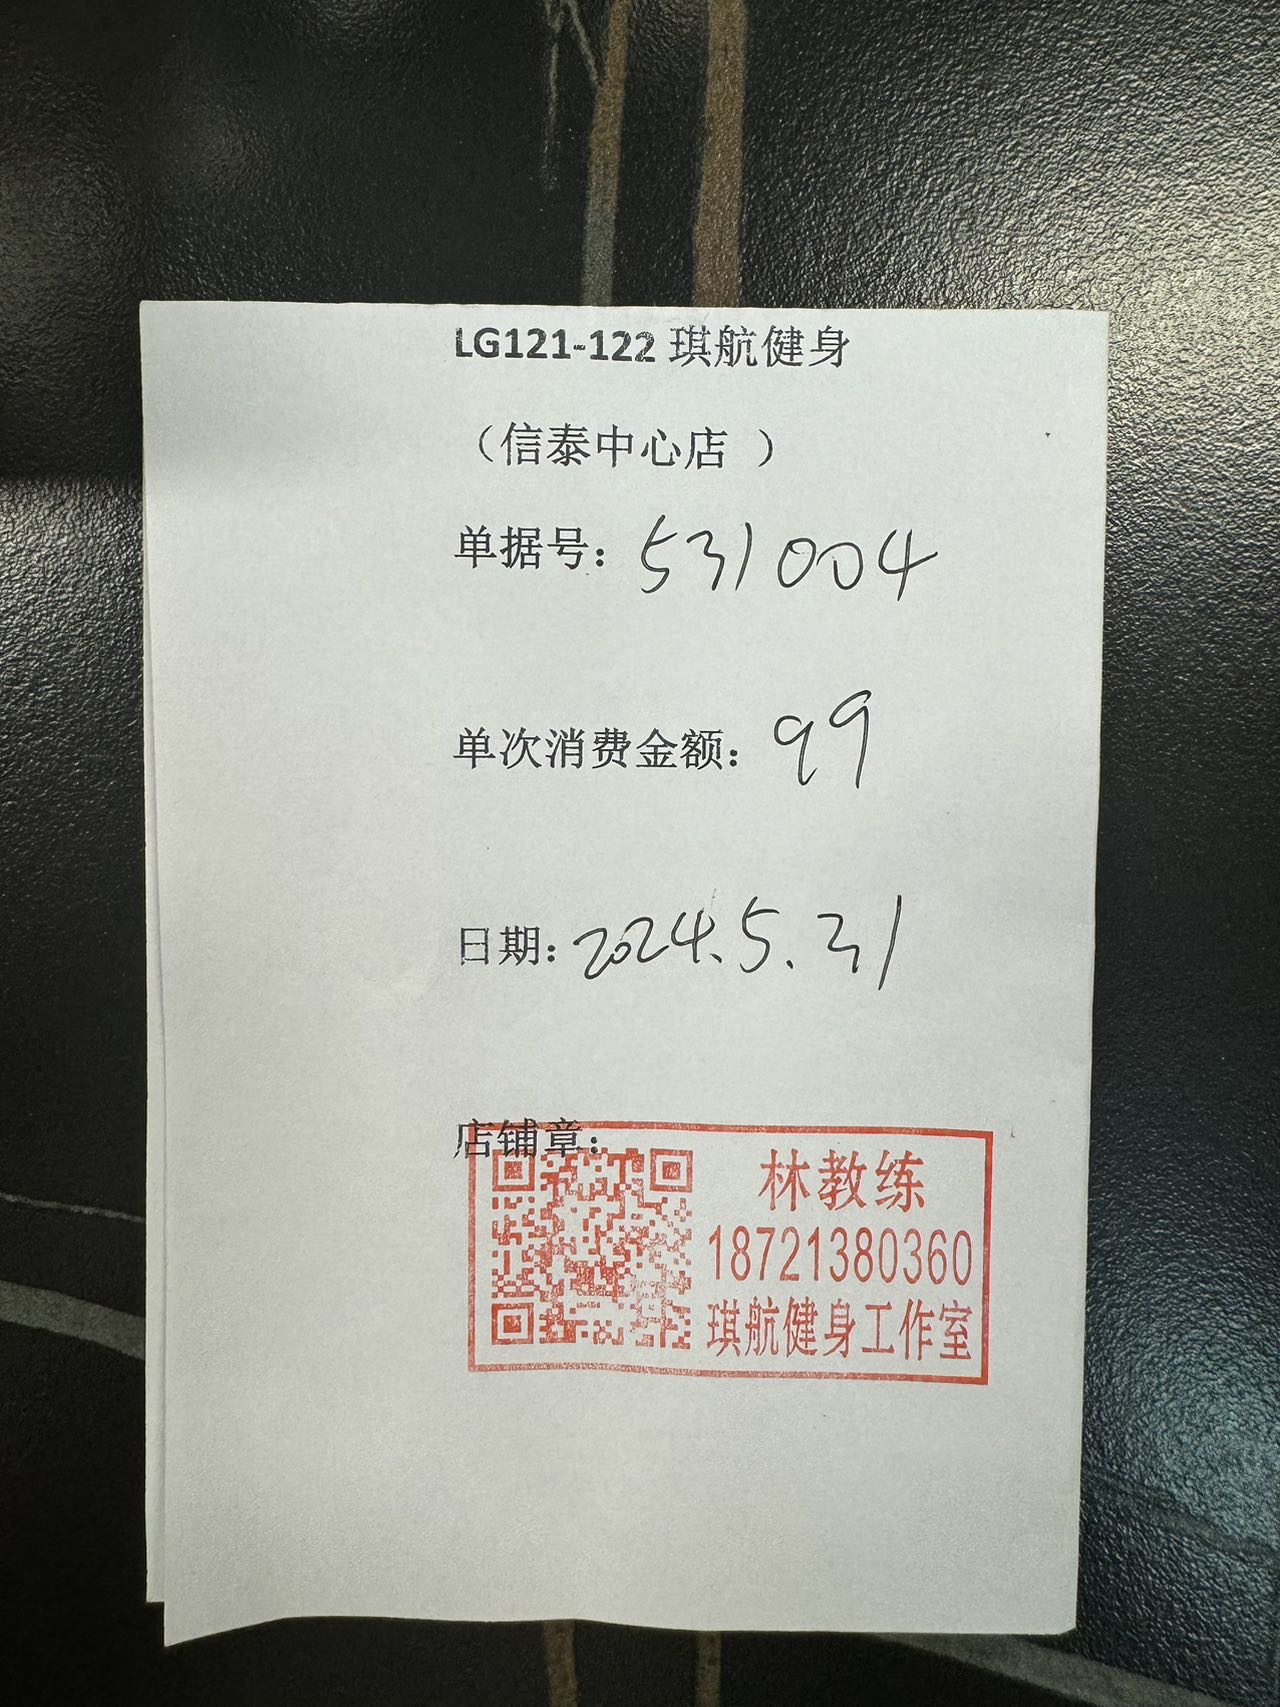 LG121-122 琪航健身
（信泰中心店 ）
单据号：531004
单次消费金额：99
日期：2024.5.31
店铺章：
林教练
18721380360
琪航健身工作室